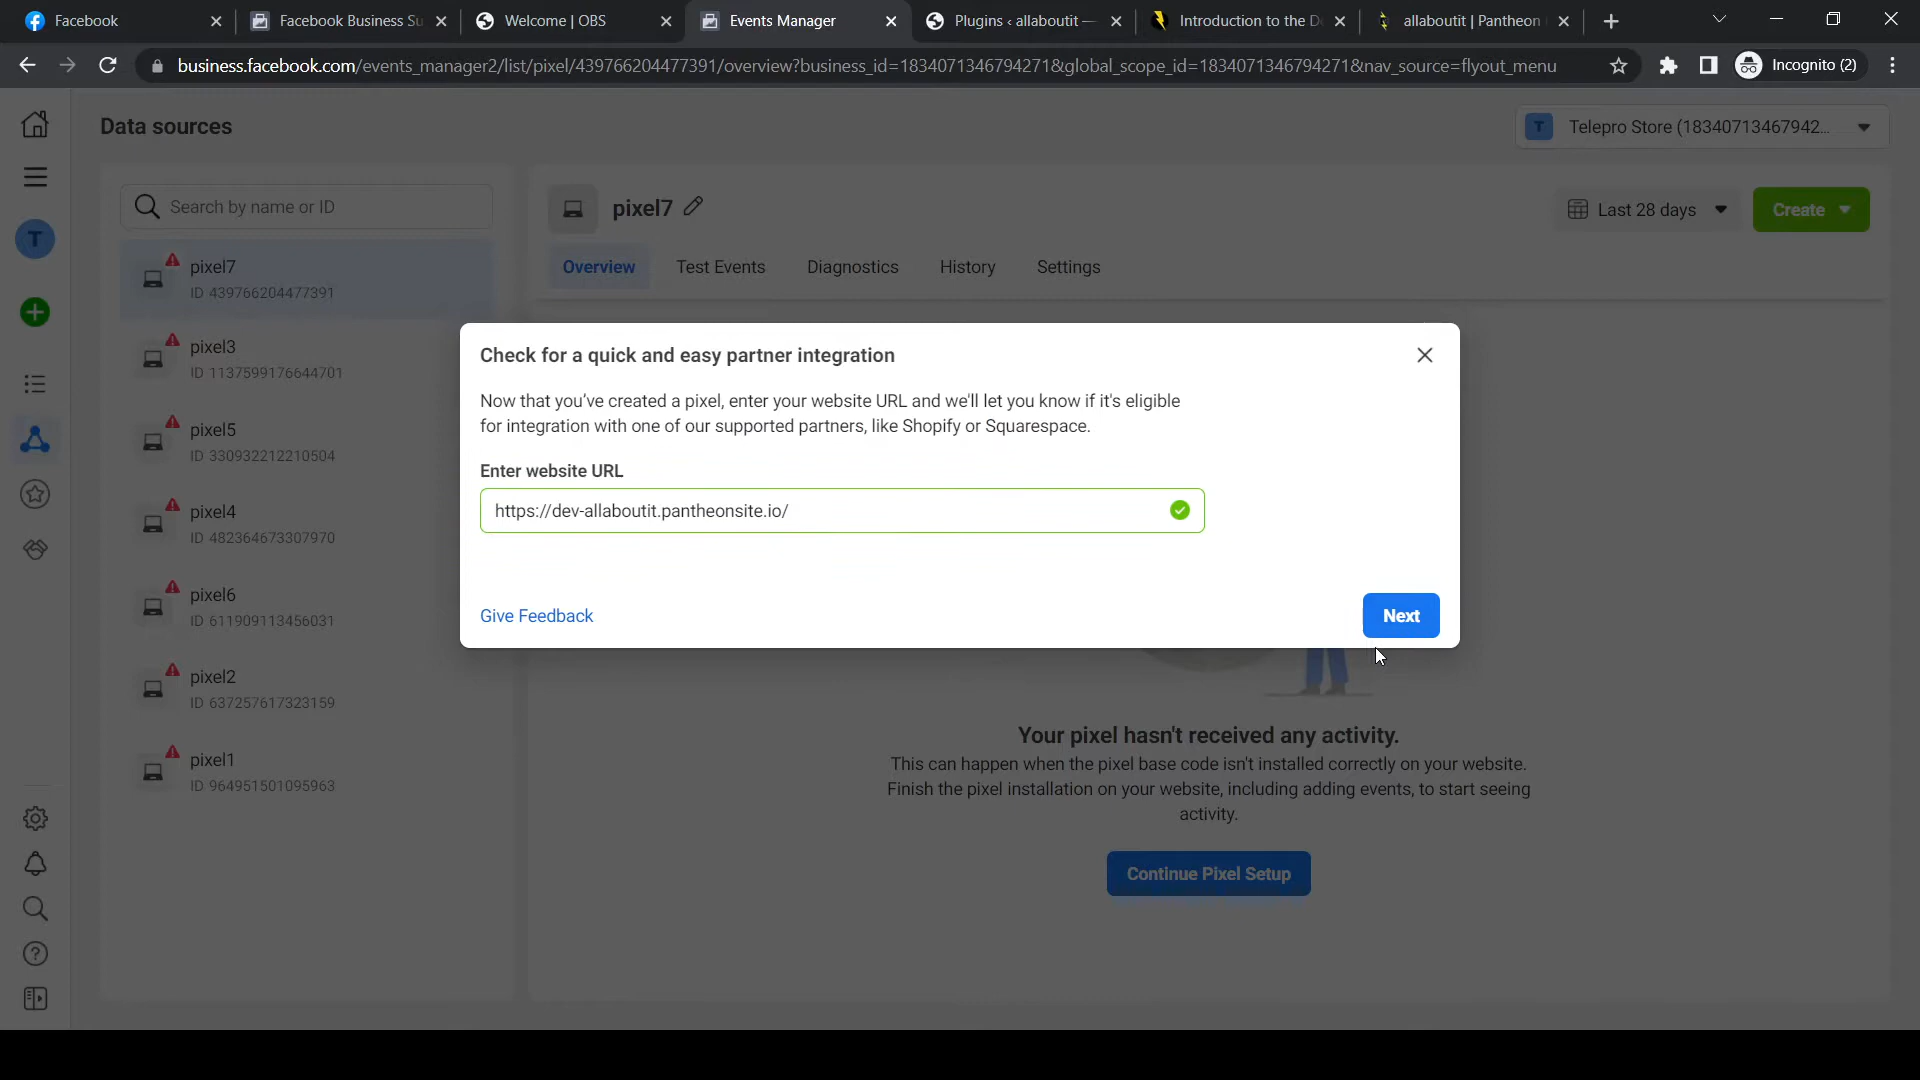 Facebook
Facebook Business Su
Welcome | OBS
Events Manager
Plugins ‹ allaboutit —
Introduction to the D
allaboutit | Pantheon
business.facebook.com/events_manager2/list/pixel/439766204477391/overview?business_id=1834071346794271&global_scope_id=1834071346794271&nav_source=flyout_menu
Incognito (2)
Data sources
T Telepro Store (18340713467942...
Search by name or ID
pixel7
Last 28 days
Create
T
Overview
Test Events
Diagnostics
History
Settings
pixel7
ID 439766204477391
pixel3
ID 1137599176644701
pixel5
ID 330932212210504
pixel4
ID 482364673307970
pixel6
ID 611909113456031
pixel2
ID 637257617323159
pixel1
ID 964951501095963
Check for a quick and easy partner integration
Now that you've created a pixel, enter your website URL and we'll let you know if it's eligible
for integration with one of our supported partners, like Shopify or Squarespace.
Enter website URL
https://dev-allaboutit.pantheonsite.io/
Give Feedback
Next
Your pixel hasn't received any activity.
This can happen when the pixel base code isn't installed correctly on your website.
Finish the pixel installation on your website, including adding events, to start seeing
activity.
Continue Pixel Setup